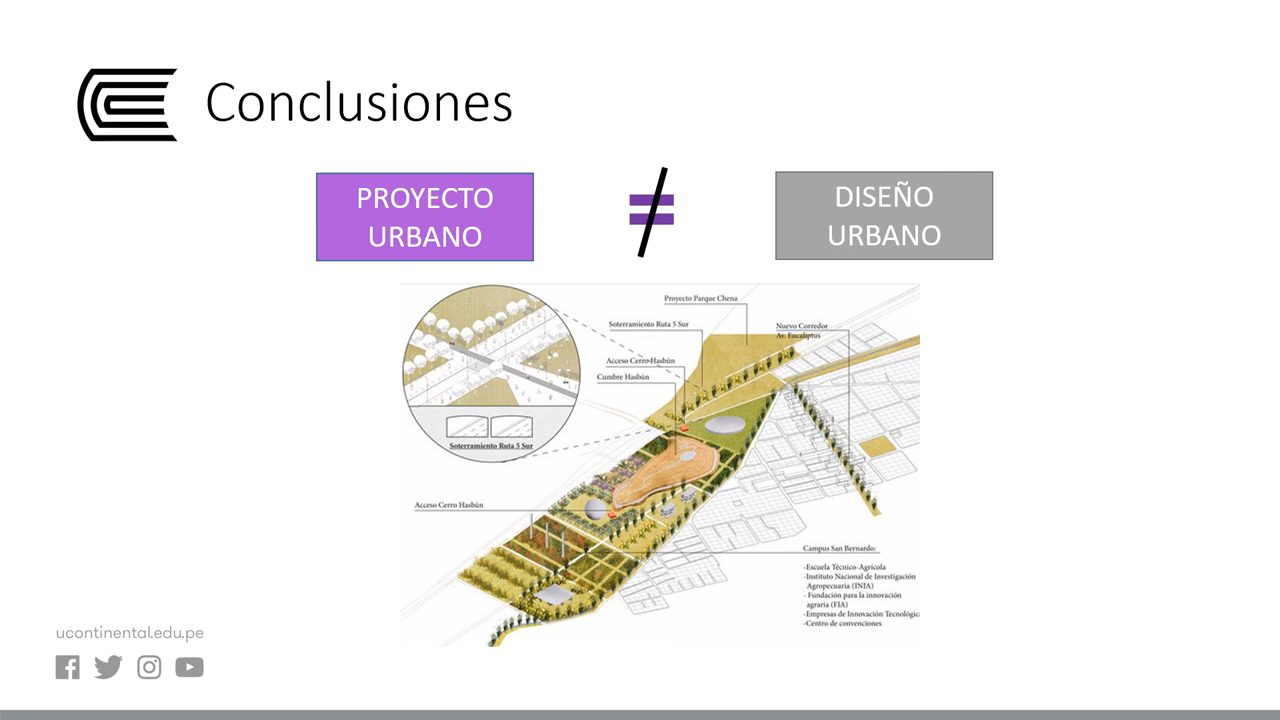 Conclusiones
PROYECTO
URBANO
DISEÑO
URBANO
Proyecto Parque Chena
Soterramiento Ruta 5 Sur
Nuevo Corredor
Av. Eucaliptus
Acceso Cerro Hasbún
Cumbre Hasbún
Soterramiento Ruta 5 Sur
Acceso Cerro Hasbún
Campus San Bernardo:
-Escuela Técnico-Agrícola
-Instituto Nacional de Investigación
Agropecuaria (INIA)
- Fundación para la innovación
agraria (FIA)
-Empresas de Innovación Tecnológic
-Centro de convenciones
ucontinental.edu.pe